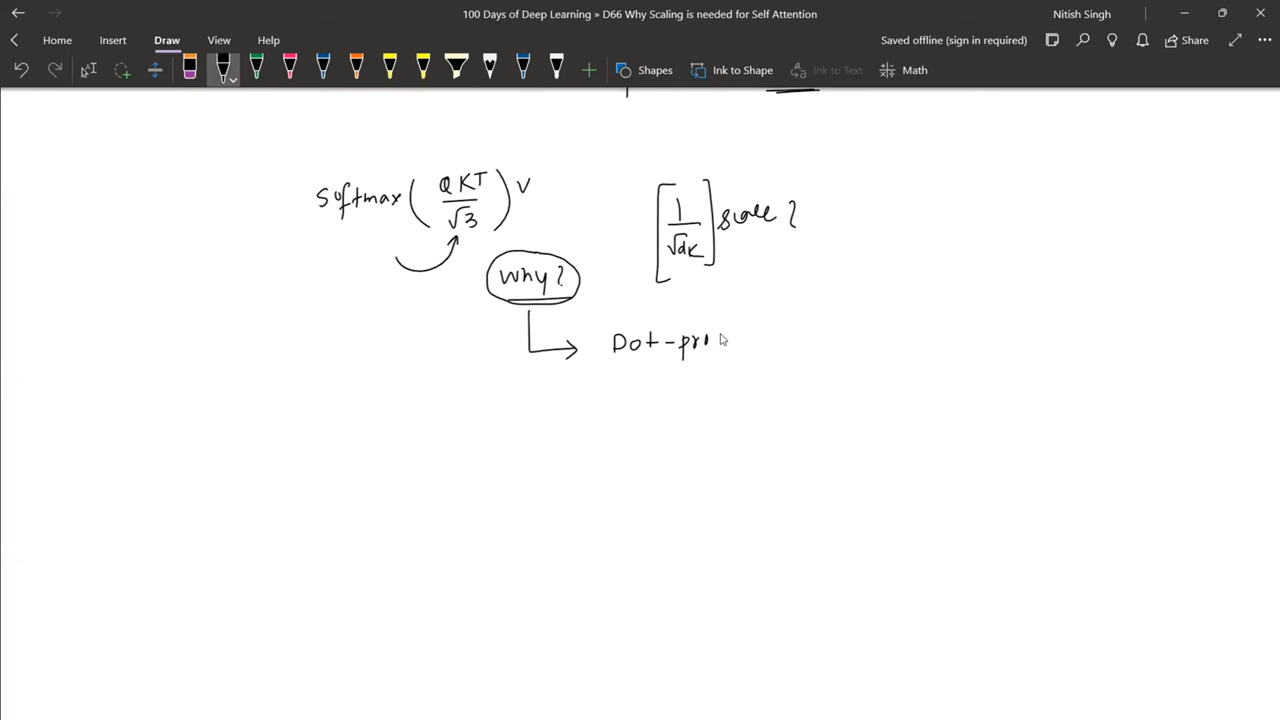 100 Days of Deep Learning » D66 Why Scaling is needed for Self Attention
Nitish Singh
Home Insert Draw View Help
Saved offline (sign in required)
Share
Shapes
Ink to Shape
Ink to Text
Math
Softmax (QKT/√3) V
[1/√dK] scale ?
Why?
Dot-pro